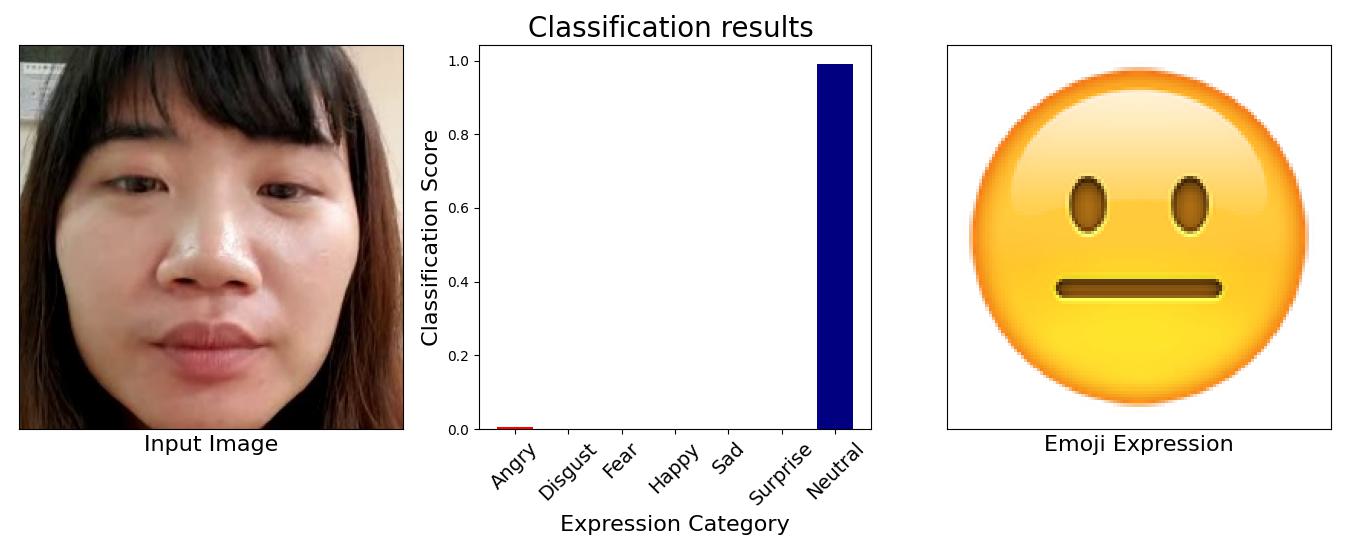 Classification results
Classification Score
1.0
0.8
0.6
0.4
0.2
0.0
Angry
Disgust
Fear
Happy
Sad
Surprise
Neutral
Expression Category
Input Image
Emoji Expression